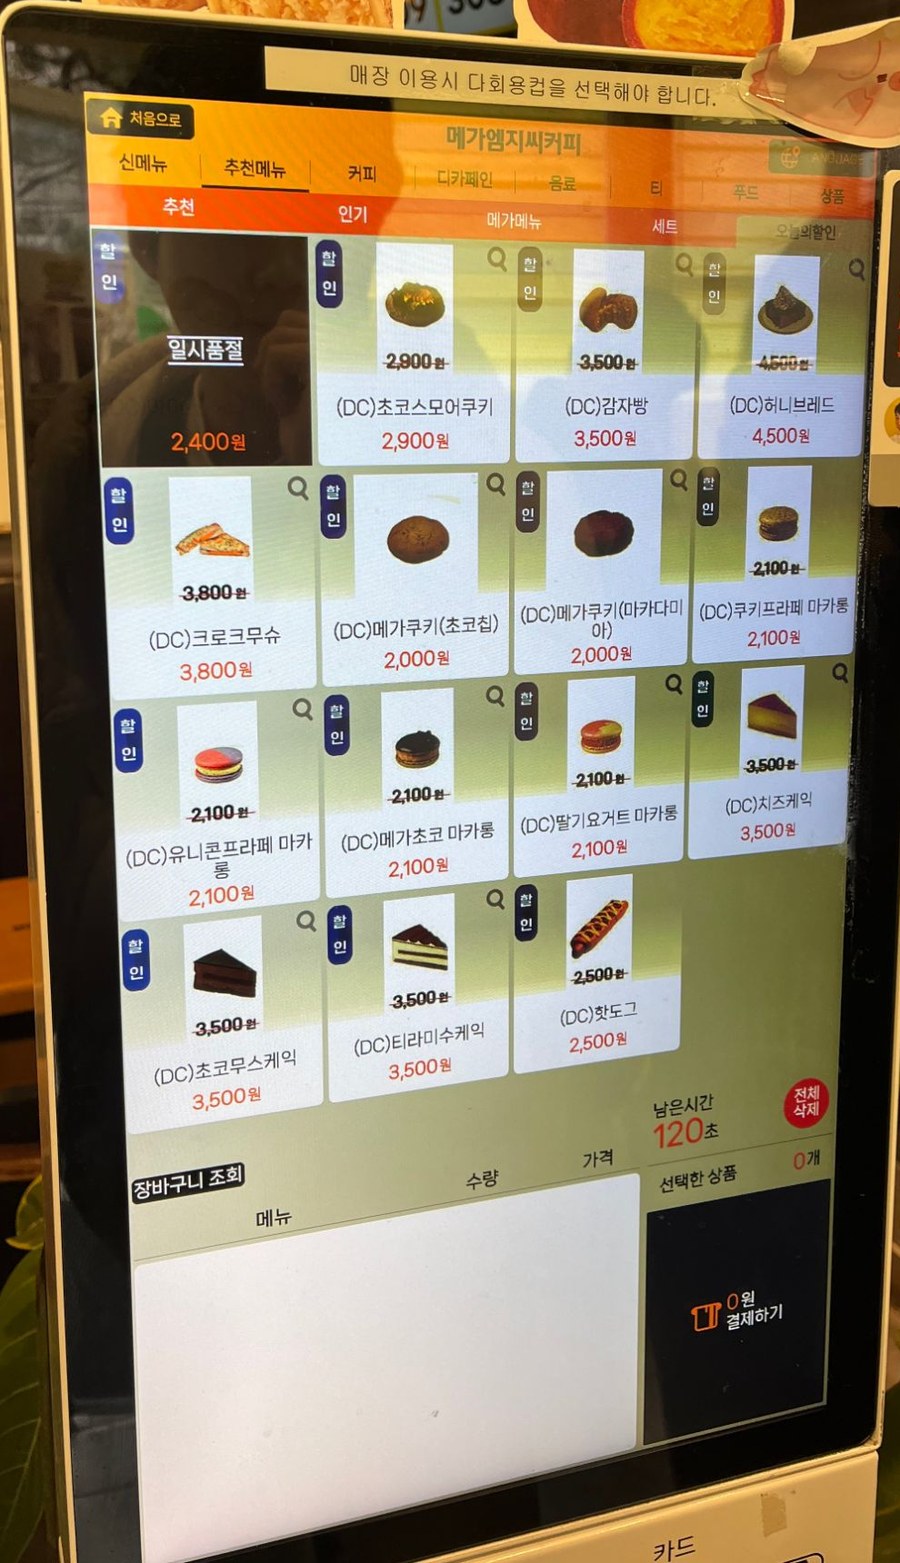 매장 이용시 다회용컵을 선택해야 합니다.
처음으로
메가엠지씨커피
신메뉴 추천메뉴 커피 디카페인 음료 티 푸드 상품
추천 인기 메가메뉴 세트 오늘의할인
할인
일시품절
2,400원
할인
2,900원
(DC)초코스모어쿠키
2,900원
할인
3,500원
(DC)감자빵
3,500원
할인
4,500원
(DC)허니브레드
4,500원
할인
3,800원
(DC)크로크무슈
3,800원
할인
(DC)메가쿠키(초코칩)
2,000원
할인
(DC)메가쿠키(마카다미
아)
2,000원
할인
2,100원
(DC)쿠키프라페 마카롱
2,100원
할인
2,100원
(DC)유니콘프라페 마카
롱
2,100원
할인
2,100원
(DC)메가초코 마카롱
2,100원
할인
2,100원
(DC)딸기요거트 마카롱
2,100원
할인
3,500원
(DC)치즈케익
3,500원
할인
3,500원
(DC)초코무스케익
3,500원
할인
3,500원
(DC)티라미수케익
3,500원
할인
2,500원
(DC)핫도그
2,500원
남은시간
120초
전체
삭제
장바구니 조회
메뉴 수량 가격
선택한 상품 0개
0원
결제하기
카드